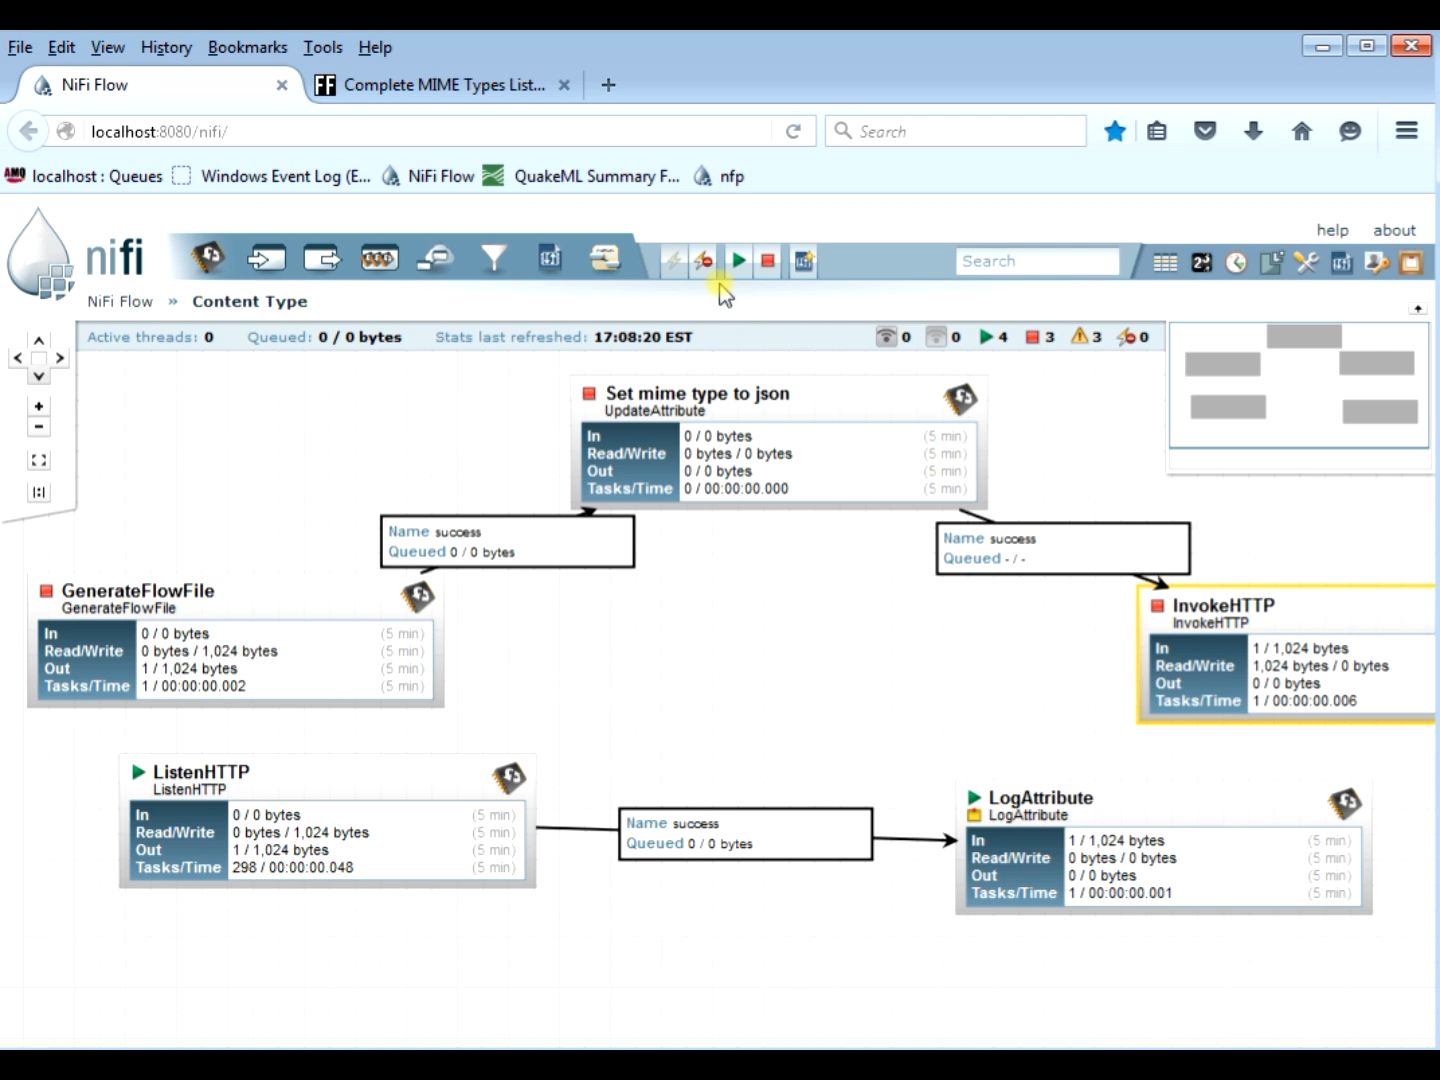 File Edit View History Bookmarks Tools Help
NiFi Flow
Complete MIME Types List...
localhost:8080/nifi/
Search
localhost : Queues
Windows Event Log (E...
NiFi Flow
QuakeML Summary F...
nfp
nifi
help about
Search
NiFi Flow » Content Type
Active threads: 0 Queued: 0 / 0 bytes Stats last refreshed: 17:08:20 EST 0 0 4 3 3 0
Set mime type to json
UpdateAttribute
In 0 / 0 bytes (5 min)
Read/Write 0 bytes / 0 bytes (5 min)
Out 0 / 0 bytes (5 min)
Tasks/Time 0 / 00:00:00.000 (5 min)
Name success
Queued 0 / 0 bytes
Name success
Queued - / -
GenerateFlowFile
GenerateFlowFile
In 0 / 0 bytes (5 min)
Read/Write 0 bytes / 1,024 bytes (5 min)
Out 1 / 1,024 bytes (5 min)
Tasks/Time 1 / 00:00:00.002 (5 min)
InvokeHTTP
InvokeHTTP
In 1 / 1,024 bytes
Read/Write 1,024 bytes / 0 bytes
Out 0 / 0 bytes
Tasks/Time 1 / 00:00:00.006
ListenHTTP
ListenHTTP
In 0 / 0 bytes (5 min)
Read/Write 0 bytes / 1,024 bytes (5 min)
Out 1 / 1,024 bytes (5 min)
Tasks/Time 298 / 00:00:00.048 (5 min)
Name success
Queued 0 / 0 bytes
LogAttribute
LogAttribute
In 1 / 1,024 bytes (5 min)
Read/Write 0 bytes / 0 bytes (5 min)
Out 0 / 0 bytes (5 min)
Tasks/Time 1 / 00:00:00.001 (5 min)